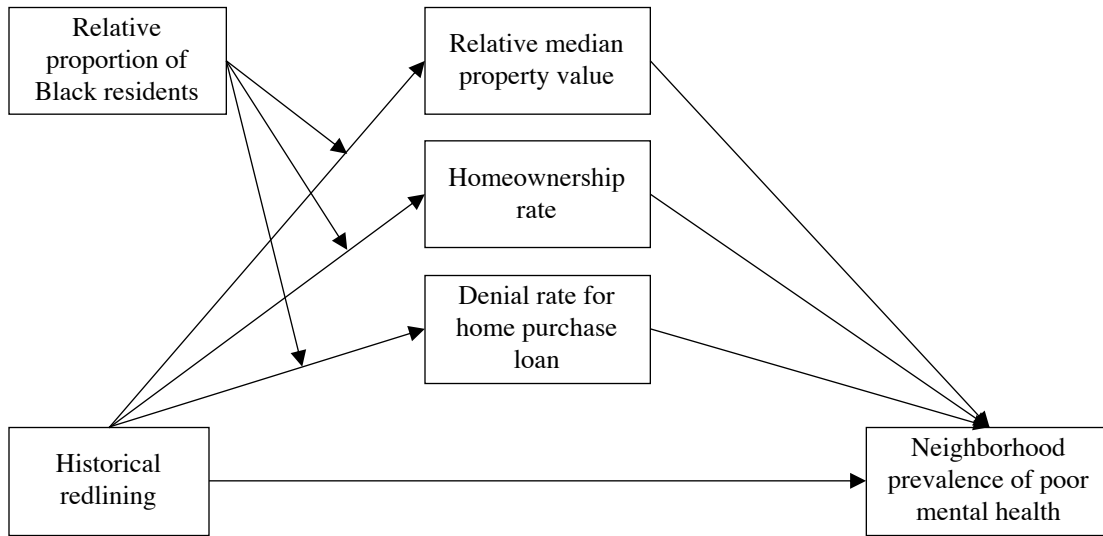 Relative
proportion of
Black residents
Relative median
property value
Homeownership
rate
Denial rate for
home purchase
loan
Historical
redlining
Neighborhood
prevalence of poor
mental health